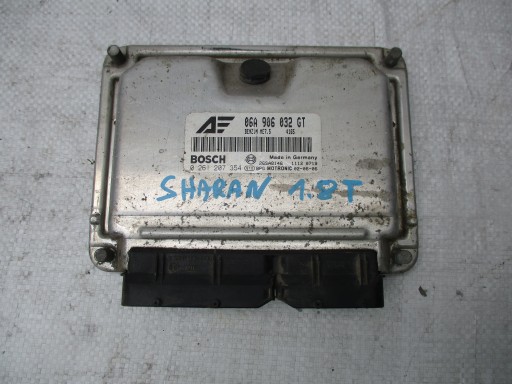 AE 06A 906 032 GT
BENZIN ME7.5
BOSCH Made in Germany
0 261 207 354 MOTRONIC
SHARAN 1.8T